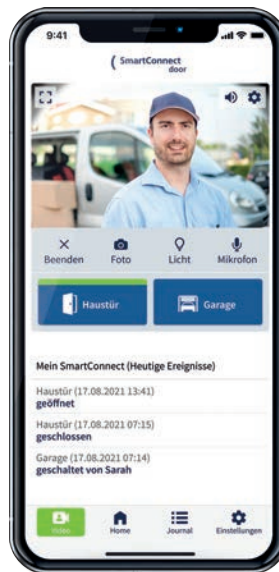 9:41
SmartConnect
door
Beenden Foto Licht Mikrofon
Haustür Garage
Mein SmartConnect (Heutige Ereignisse)
Haustür (17.08.2021 13:41)
geöffnet
Haustür (17.08.2021 07:15)
geschlossen
Garage (17.08.2021 07:14)
geschaltet von Sarah
Video Home Journal Einstellungen